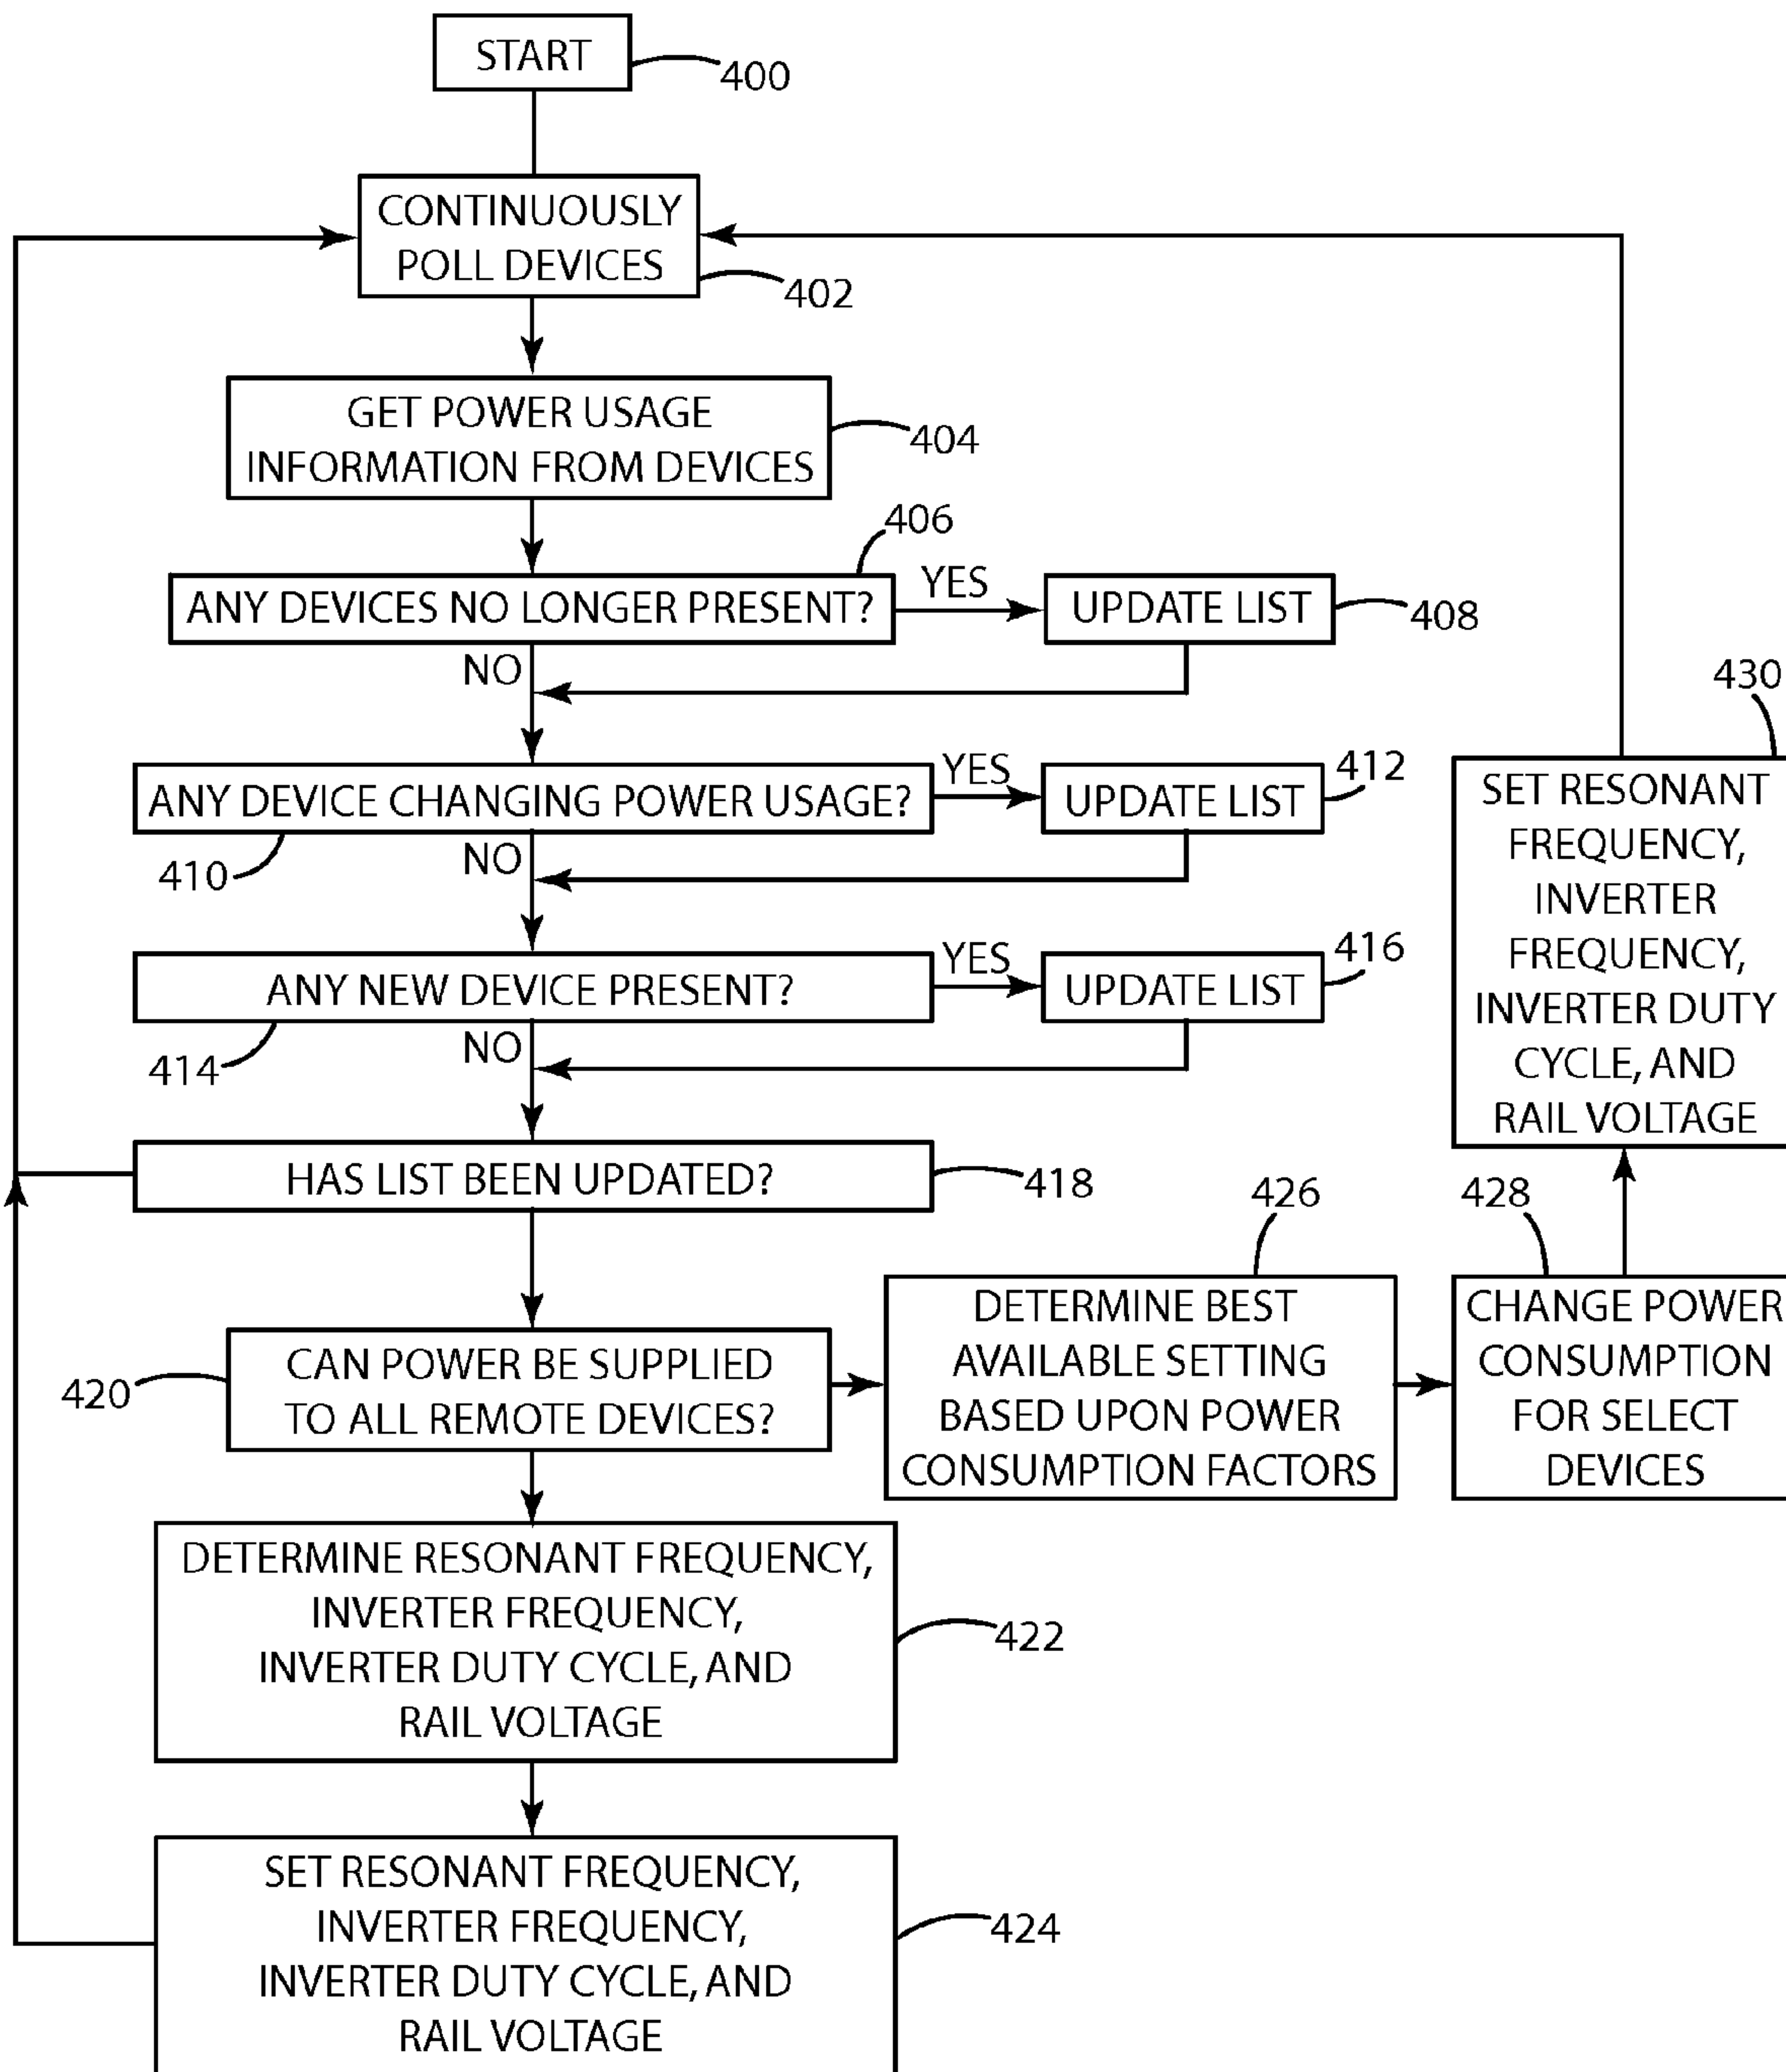 START
400
CONTINUOUSLY
POLL DEVICES
402
GET POWER USAGE
INFORMATION FROM DEVICES
404
406
ANY DEVICES NO LONGER PRESENT?
YES
UPDATE LIST
408
NO
ANY DEVICE CHANGING POWER USAGE?
410
YES
UPDATE LIST
412
NO
ANY NEW DEVICE PRESENT?
414
YES
UPDATE LIST
416
NO
HAS LIST BEEN UPDATED?
418
CAN POWER BE SUPPLIED
TO ALL REMOTE DEVICES?
420
DETERMINE RESONANT FREQUENCY,
INVERTER FREQUENCY,
INVERTER DUTY CYCLE, AND
RAIL VOLTAGE
422
SET RESONANT FREQUENCY,
INVERTER FREQUENCY,
INVERTER DUTY CYCLE, AND
RAIL VOLTAGE
424
426
DETERMINE BEST
AVAILABLE SETTING
BASED UPON POWER
CONSUMPTION FACTORS
428
CHANGE POWER
CONSUMPTION
FOR SELECT
DEVICES
430
SET RESONANT
FREQUENCY,
INVERTER
FREQUENCY,
INVERTER DUTY
CYCLE, AND
RAIL VOLTAGE